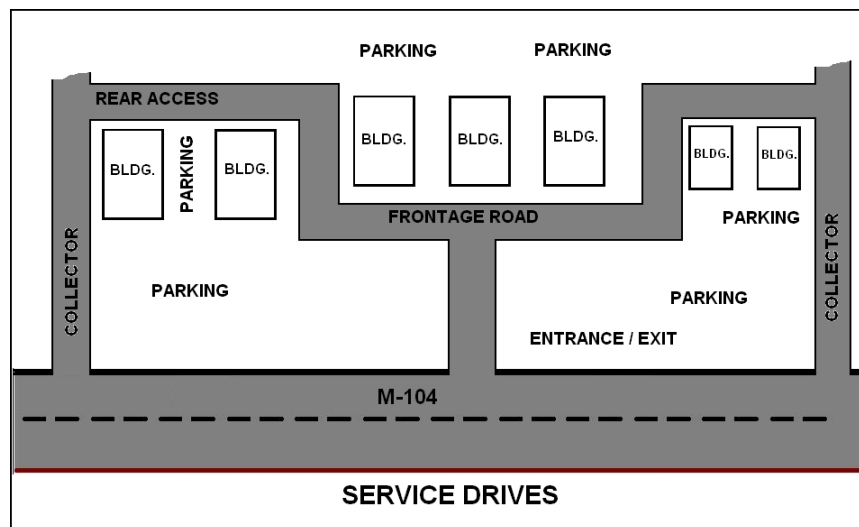 PARKING
PARKING
REAR ACCESS
BLDG.
BLDG.
BLDG.
BLDG.
BLDG.
BLDG.
BLDG.
PARKING
FRONTAGE ROAD
PARKING
COLLECTOR
COLLECTOR
PARKING
PARKING
ENTRANCE / EXIT
M-104
SERVICE DRIVES